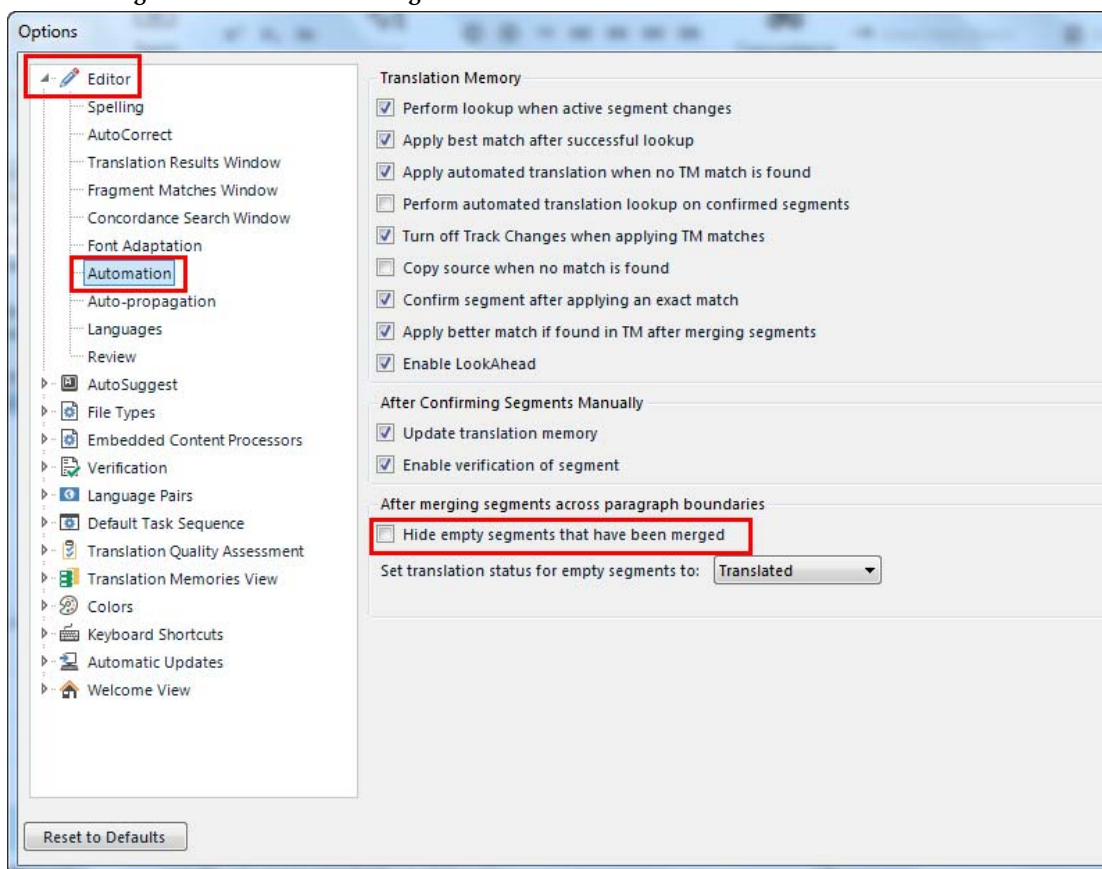 Options
Editor
Spelling
AutoCorrect
Translation Results Window
Fragment Matches Window
Concordance Search Window
Font Adaptation
Automation
Auto-propagation
Languages
Review
AutoSuggest
File Types
Embedded Content Processors
Verification
Language Pairs
Default Task Sequence
Translation Quality Assessment
Translation Memories View
Colors
Keyboard Shortcuts
Automatic Updates
Welcome View
Reset to Defaults
Translation Memory
Perform lookup when active segment changes
Apply best match after successful lookup
Apply automated translation when no TM match is found
Perform automated translation lookup on confirmed segments
Turn off Track Changes when applying TM matches
Copy source when no match is found
Confirm segment after applying an exact match
Apply better match if found in TM after merging segments
Enable LookAhead
After Confirming Segments Manually
Update translation memory
Enable verification of segment
After merging segments across paragraph boundaries
Hide empty segments that have been merged
Set translation status for empty segments to: Translated